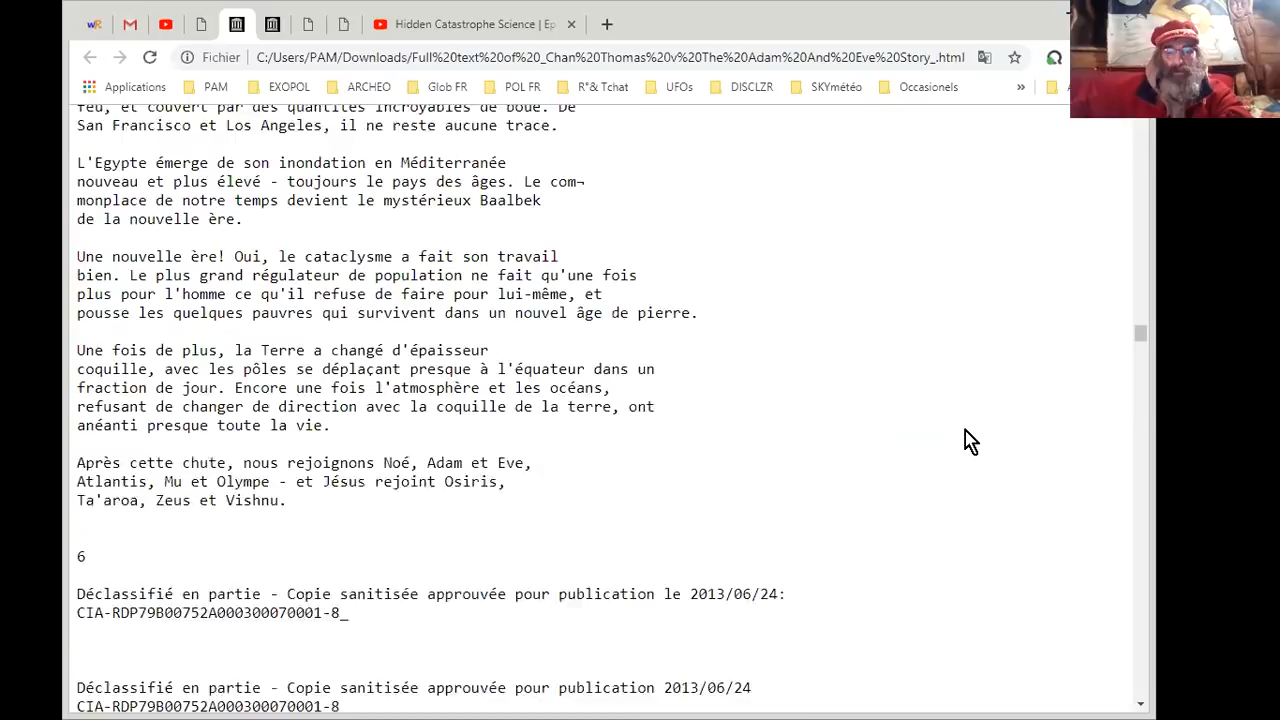 Hidden Catastrophe Science | Ep
Fichier C:/Users/PAM/Downloads/Full%20text%20of%20_Chan%20Thomas%20v%20The%20Adam%20And%20Eve%20Story_.html
Applications PAM EXOPOL Glob FR POL FR R*& Tchat UFOs DISCLZR ARCHEO SKYmétéo Occasionels »
feu, et couvert par des quantités incroyables de boue. De
San Francisco et Los Angeles, il ne reste aucune trace.
L'Egypte émerge de son inondation en Méditerranée
nouveau et plus élevé - toujours le pays des âges. Le com¬
monplace de notre temps devient le mystérieux Baalbek
de la nouvelle ère.
Une nouvelle ère! Oui, le cataclysme a fait son travail
bien. Le plus grand régulateur de population ne fait qu'une fois
plus pour l'homme ce qu'il refuse de faire pour lui-même, et
pousse les quelques pauvres qui survivent dans un nouvel âge de pierre.
Une fois de plus, la Terre a changé d'épaisseur
coquille, avec les pôles se déplaçant presque à l'équateur dans un
fraction de jour. Encore une fois l'atmosphère et les océans,
refusant de changer de direction avec la coquille de la terre, ont
anéanti presque toute la vie.
Après cette chute, nous rejoignons Noé, Adam et Eve,
Atlantis, Mu et Olympe - et Jésus rejoint Osiris,
Ta'aroa, Zeus et Vishnu.
6
Déclassifié en partie - Copie sanitisée approuvée pour publication le 2013/06/24:
CIA-RDP79B00752A000300070001-8_
Déclassifié en partie - Copie sanitisée approuvée pour publication 2013/06/24
CIA-RDP79B00752A000300070001-8